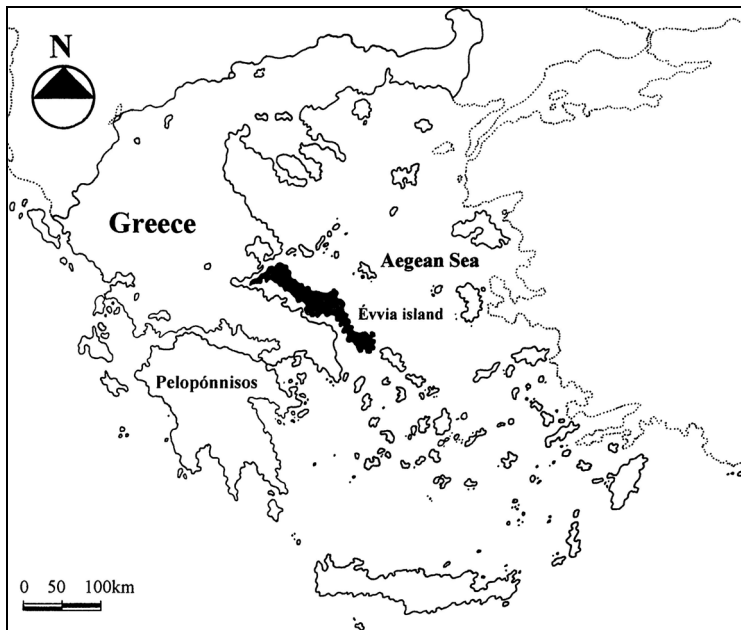 N
Greece
Aegean Sea
Évvia island
Pelopónnisos
0 50 100km